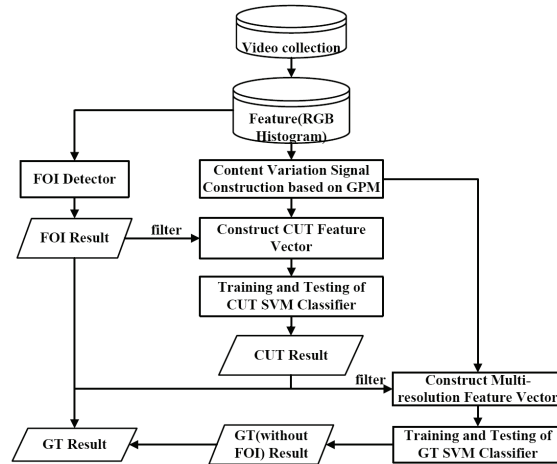 Video collection
Feature(RGB
Histogram)
FOI Detector
Content Variation Signal
Construction based on GPM
FOI Result
filter
Construct CUT Feature
Vector
Training and Testing of
CUT SVM Classifier
CUT Result
filter
Construct Multi-
resolution Feature Vector
GT Result
GT(without
FOI) Result
Training and Testing of
GT SVM Classifier